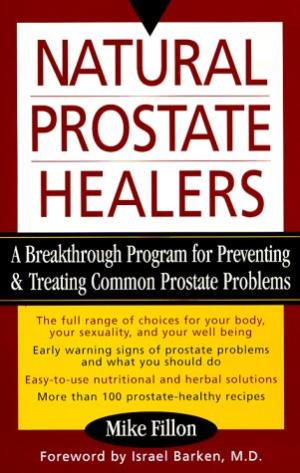 NATURAL
PROSTATE
HEALERS
A Breakthrough Program for Preventing
& Treating Common Prostate Problems
The full range of choices for your body,
your sexuality, and your well being
Early warning signs of prostate problems
and what you should do
Easy-to-use nutritional and herbal solutions
More than 100 prostate-healthy recipes
Mike Fillon
Foreword by Israel Barken, M.D.